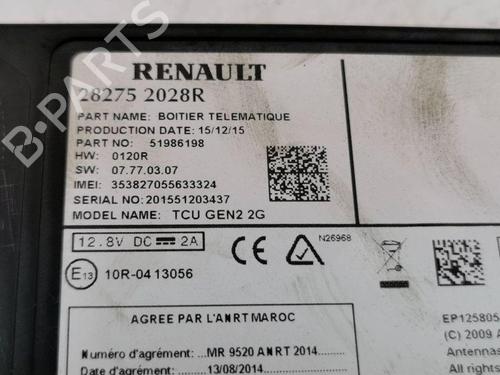 RENAULT
28275 2028R
PART NAME: BOITIER TELEMATIQUE
PRODUCTION DATE: 15/12/15
PART NO: 51986198
HW: 0120R
SW: 07.77.03.07
IMEI: 353827055633324
SERIAL NO: 201551203437
MODEL NAME: TCU GEN2 2G
12.8V DC 2A
CE
N26968
E13 10R-04 13056
AGREE PAR L'ANRT MAROC
Numéro d'agrément: MR 9520 ANRT 2014
Date d'agrément: 13/08/2014
EP125805
(C) 2009 A
Antennas
All rights
B-PARTS